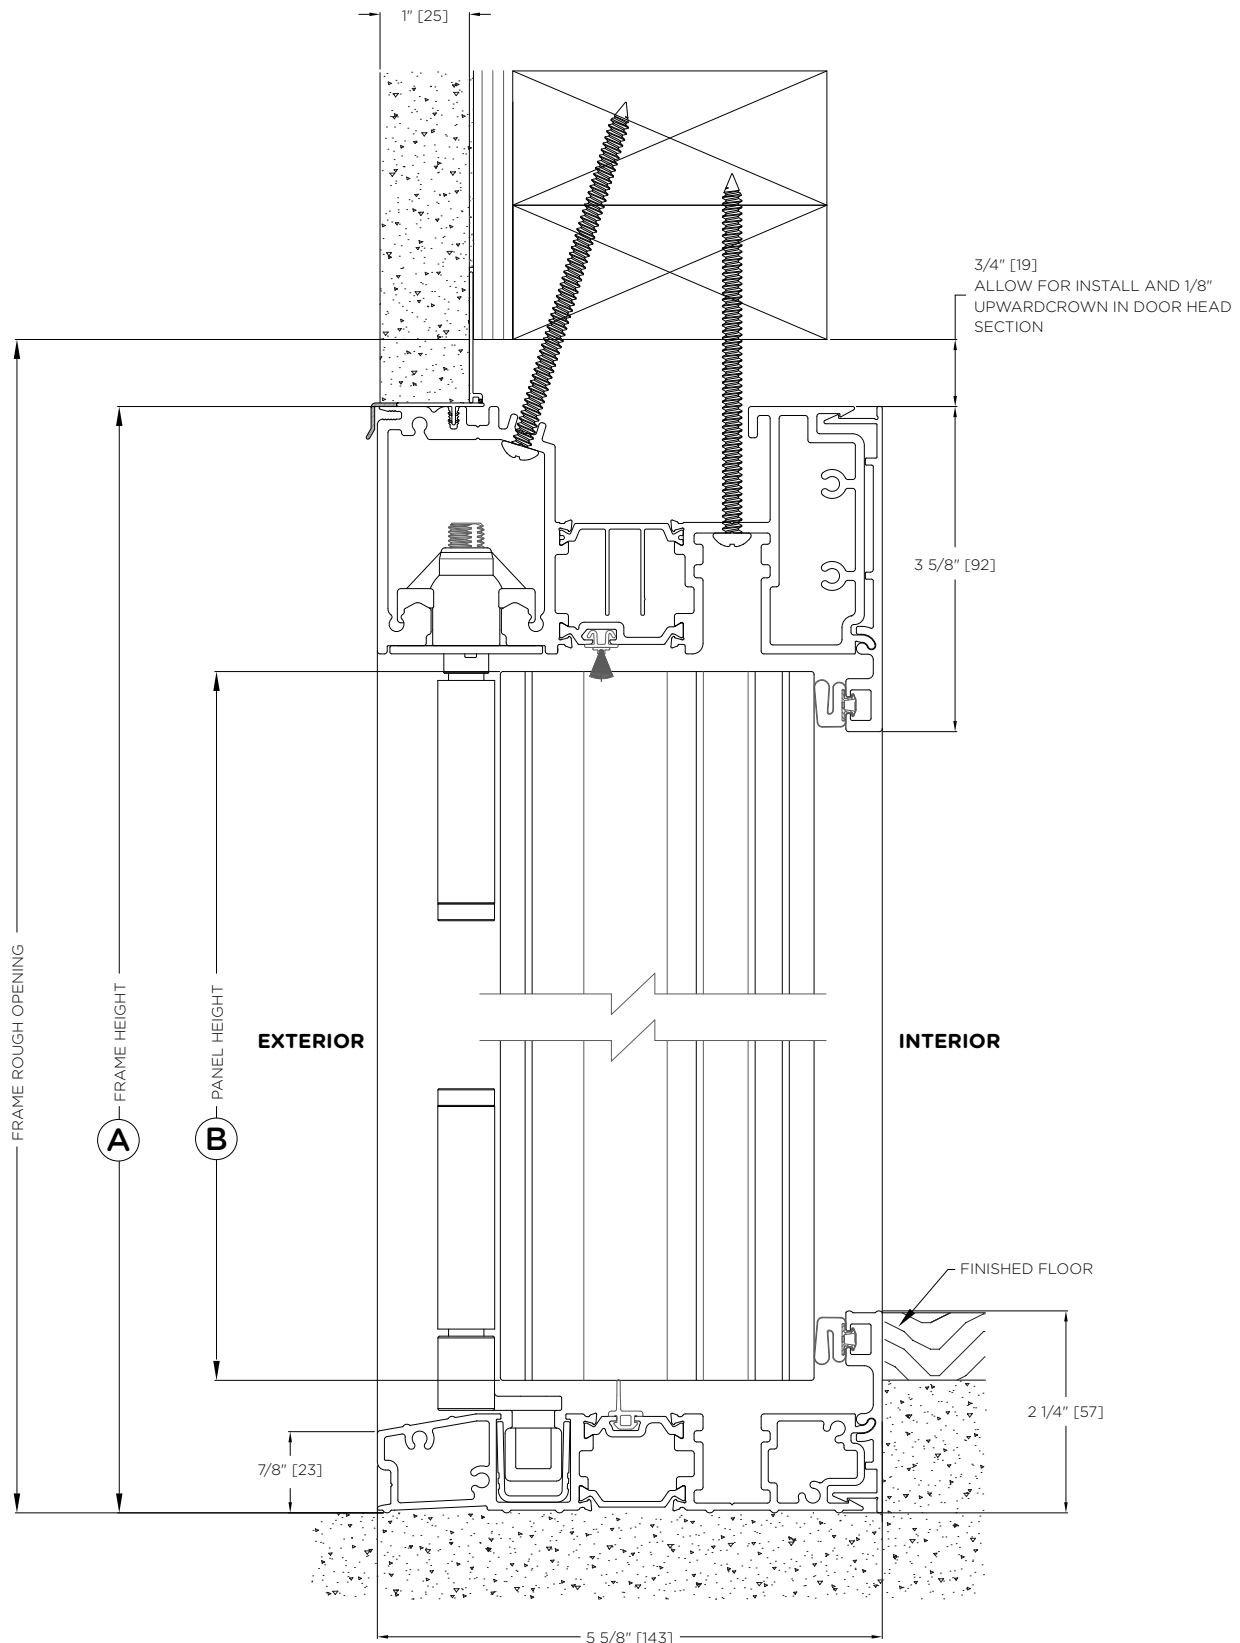 1" [25]
3/4" [19]
ALLOW FOR INSTALL AND 1/8"
UPWARDCROWN IN DOOR HEAD
SECTION
3 5/8" [92]
FRAME ROUGH OPENING
FRAME HEIGHT
A
PANEL HEIGHT
B
EXTERIOR
INTERIOR
FINISHED FLOOR
2 1/4" [57]
7/8" [23]
5 5/8" [143]